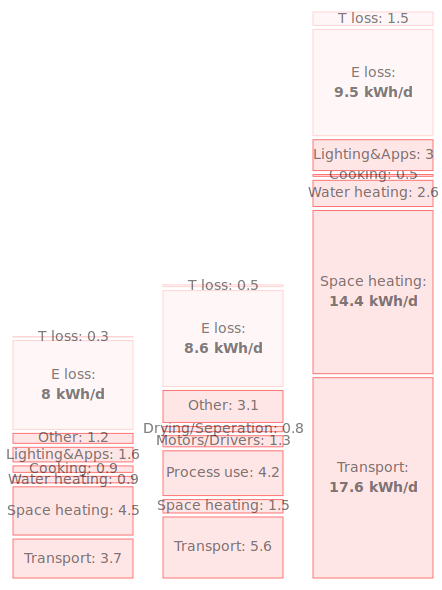 T loss: 0.3
E loss:
8 kWh/d
Other: 1.2
Lighting&Apps: 1.6
Cooking: 0.9
Water heating: 0.9
Space heating: 4.5
Transport: 3.7
T loss: 0.5
E loss:
8.6 kWh/d
Other: 3.1
Drying/Seperation: 0.8
Motors/Drivers: 1.3
Process use: 4.2
Space heating: 1.5
Transport: 5.6
T loss: 1.5
E loss:
9.5 kWh/d
Lighting&Apps: 3
Cooking: 0.5
Water heating: 2.6
Space heating:
14.4 kWh/d
Transport:
17.6 kWh/d